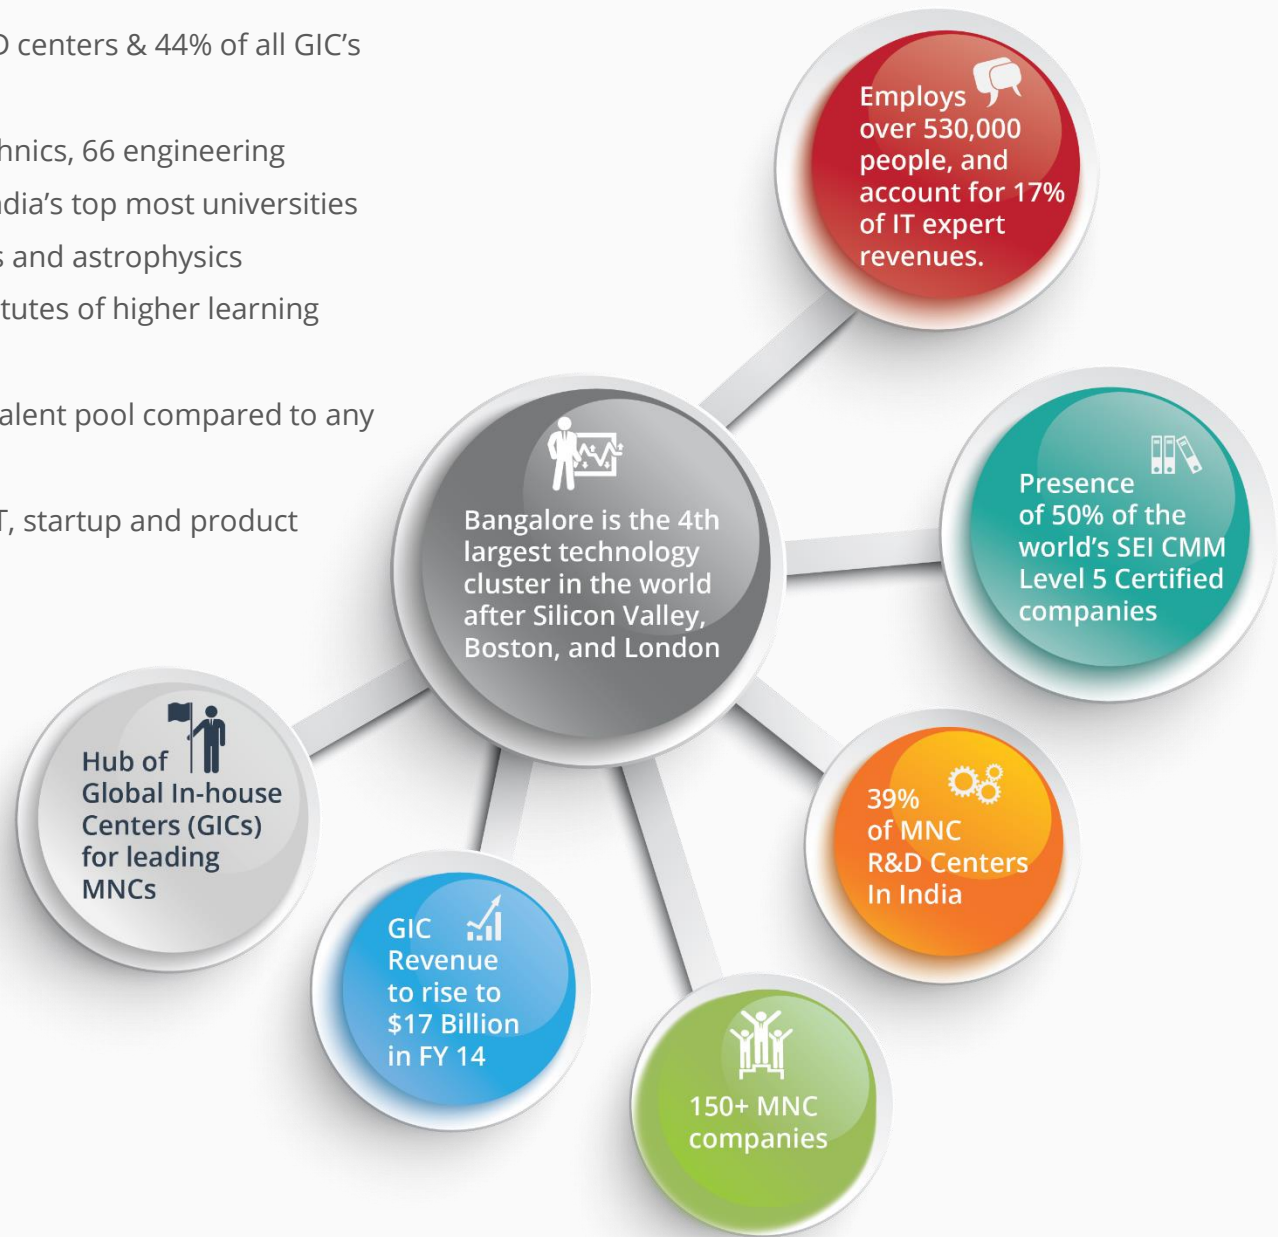 centers & 44% of all GIC’s
66 engineering
top most universities
and astrophysics
of higher learning
pool compared to any
startup and product
Employs
over 530,000
people, and
account for 17%
of IT expert
revenues.
Bangalore is the 4th
largest technology
cluster in the world
after Silicon Valley,
Boston, and London
Presence
of 50% of the
world’s SEI CMM
Level 5 Certified
companies
39%
of MNC
R&D Centers
In India
Hub of
Global In-house
Centers (GICs)
for leading
MNCs
GIC
Revenue
to rise to
$17 Billion
in FY 14
150+ MNC
companies